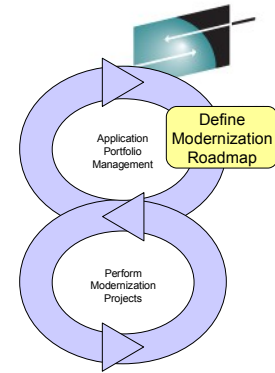 Application
Portfolio
Management
Define
Modernization
Roadmap
Perform
Modernization
Projects